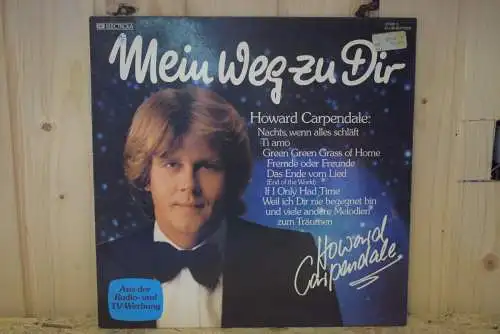 EMI ELECTROLA
Mein Weg zu Dir
Howard Carpendale:
Nachts, wenn alles schläft
Ti amo
Green Green Grass of Home
Fremde oder Freunde
Das Ende vom Lied
(End of the World)
If I Only Had Time
Weil ich Dir nie begegnet bin
und viele andere Melodien
zum Träumen
Howard
Carpendale
Aus der
Radio- und
TV-Werbung